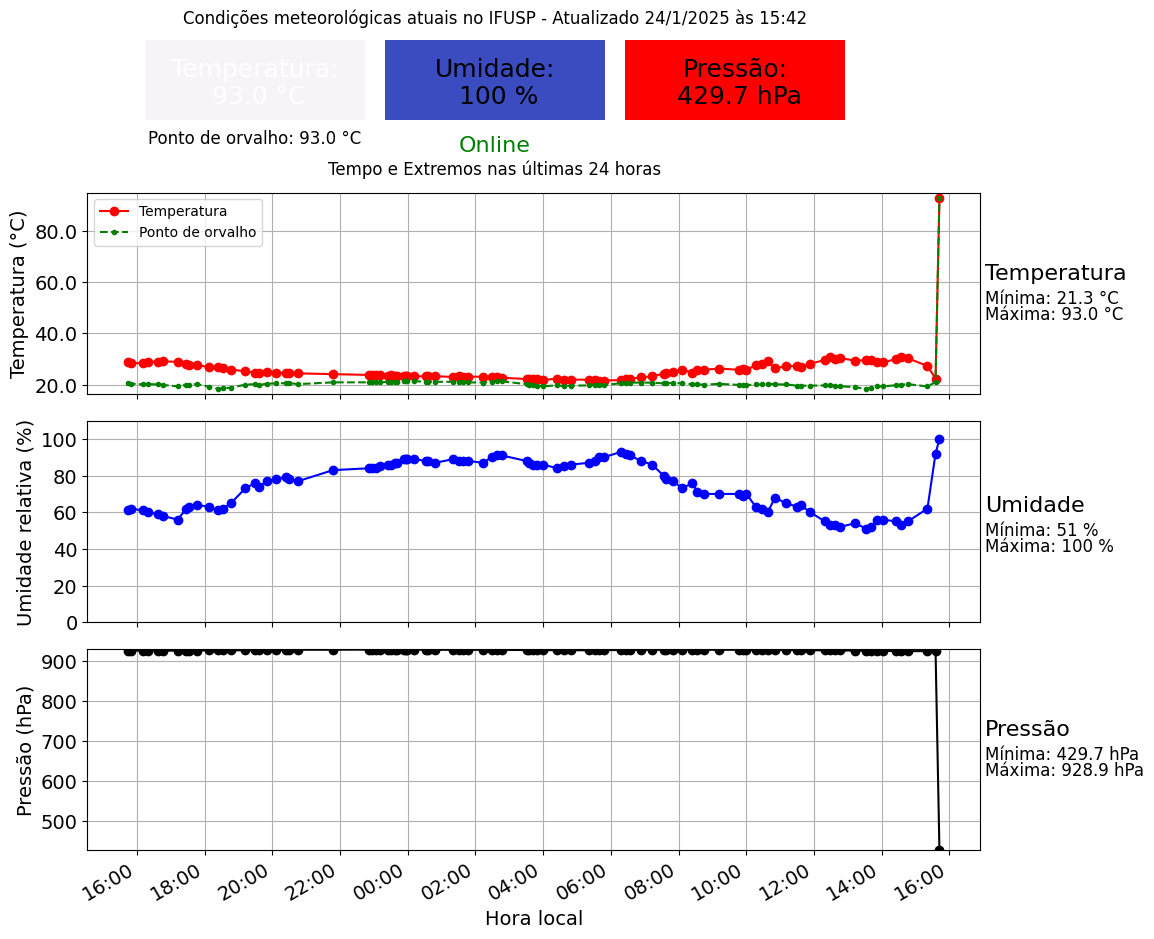 Condições meteorológicas atuais no IFUSP - Atualizado 24/1/2025 às 15:42
Temperatura:
93.0 °C
Umidade:
100 %
Pressão:
429.7 hPa
Ponto de orvalho: 93.0 °C
Online
Tempo e Extremos nas últimas 24 horas
Temperatura (°C)
80.0
60.0
40.0
20.0
Temperatura
Ponto de orvalho
Temperatura
Mínima: 21.3 °C
Máxima: 93.0 °C
Umidade relativa (%)
100
80
60
40
20
0
Umidade
Mínima: 51 %
Máxima: 100 %
Pressão (hPa)
900
800
700
600
500
Pressão
Mínima: 429.7 hPa
Máxima: 928.9 hPa
16:00 18:00 20:00 22:00 00:00 02:00 04:00 06:00 08:00 10:00 12:00 14:00 16:00
Hora local